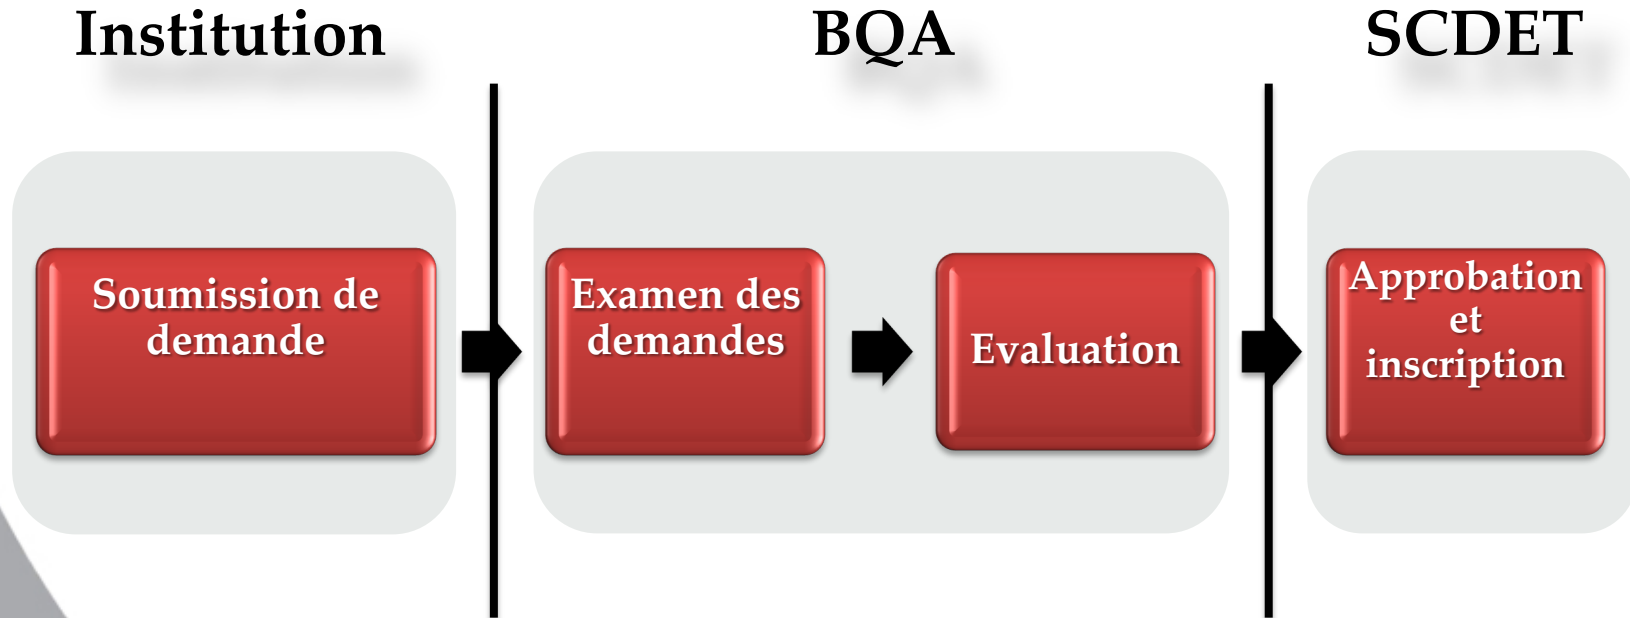 Institution
BQA
SCDET
Soumission de
demande
Examen des
demandes
Evaluation
Approbation
et
inscription